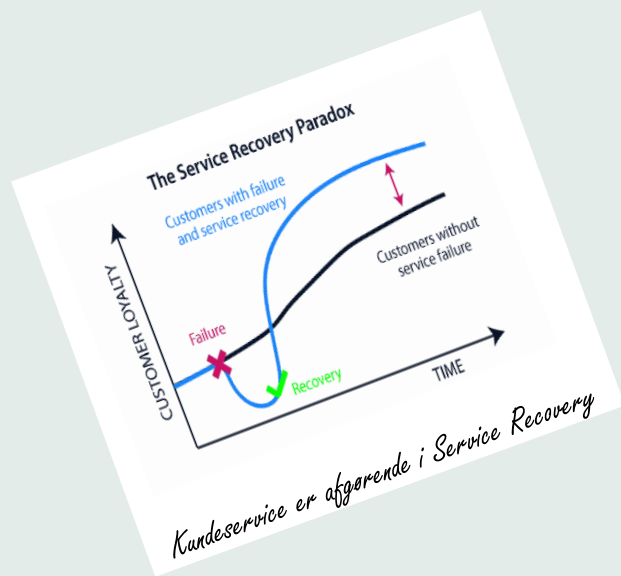 The Service Recovery Paradox
Customers with failure
and service recovery
CUSTOMER LOYALTY
Failure
Customers without
service failure
Recovery
TIME
Kundeservice er afgørende i Service Recovery